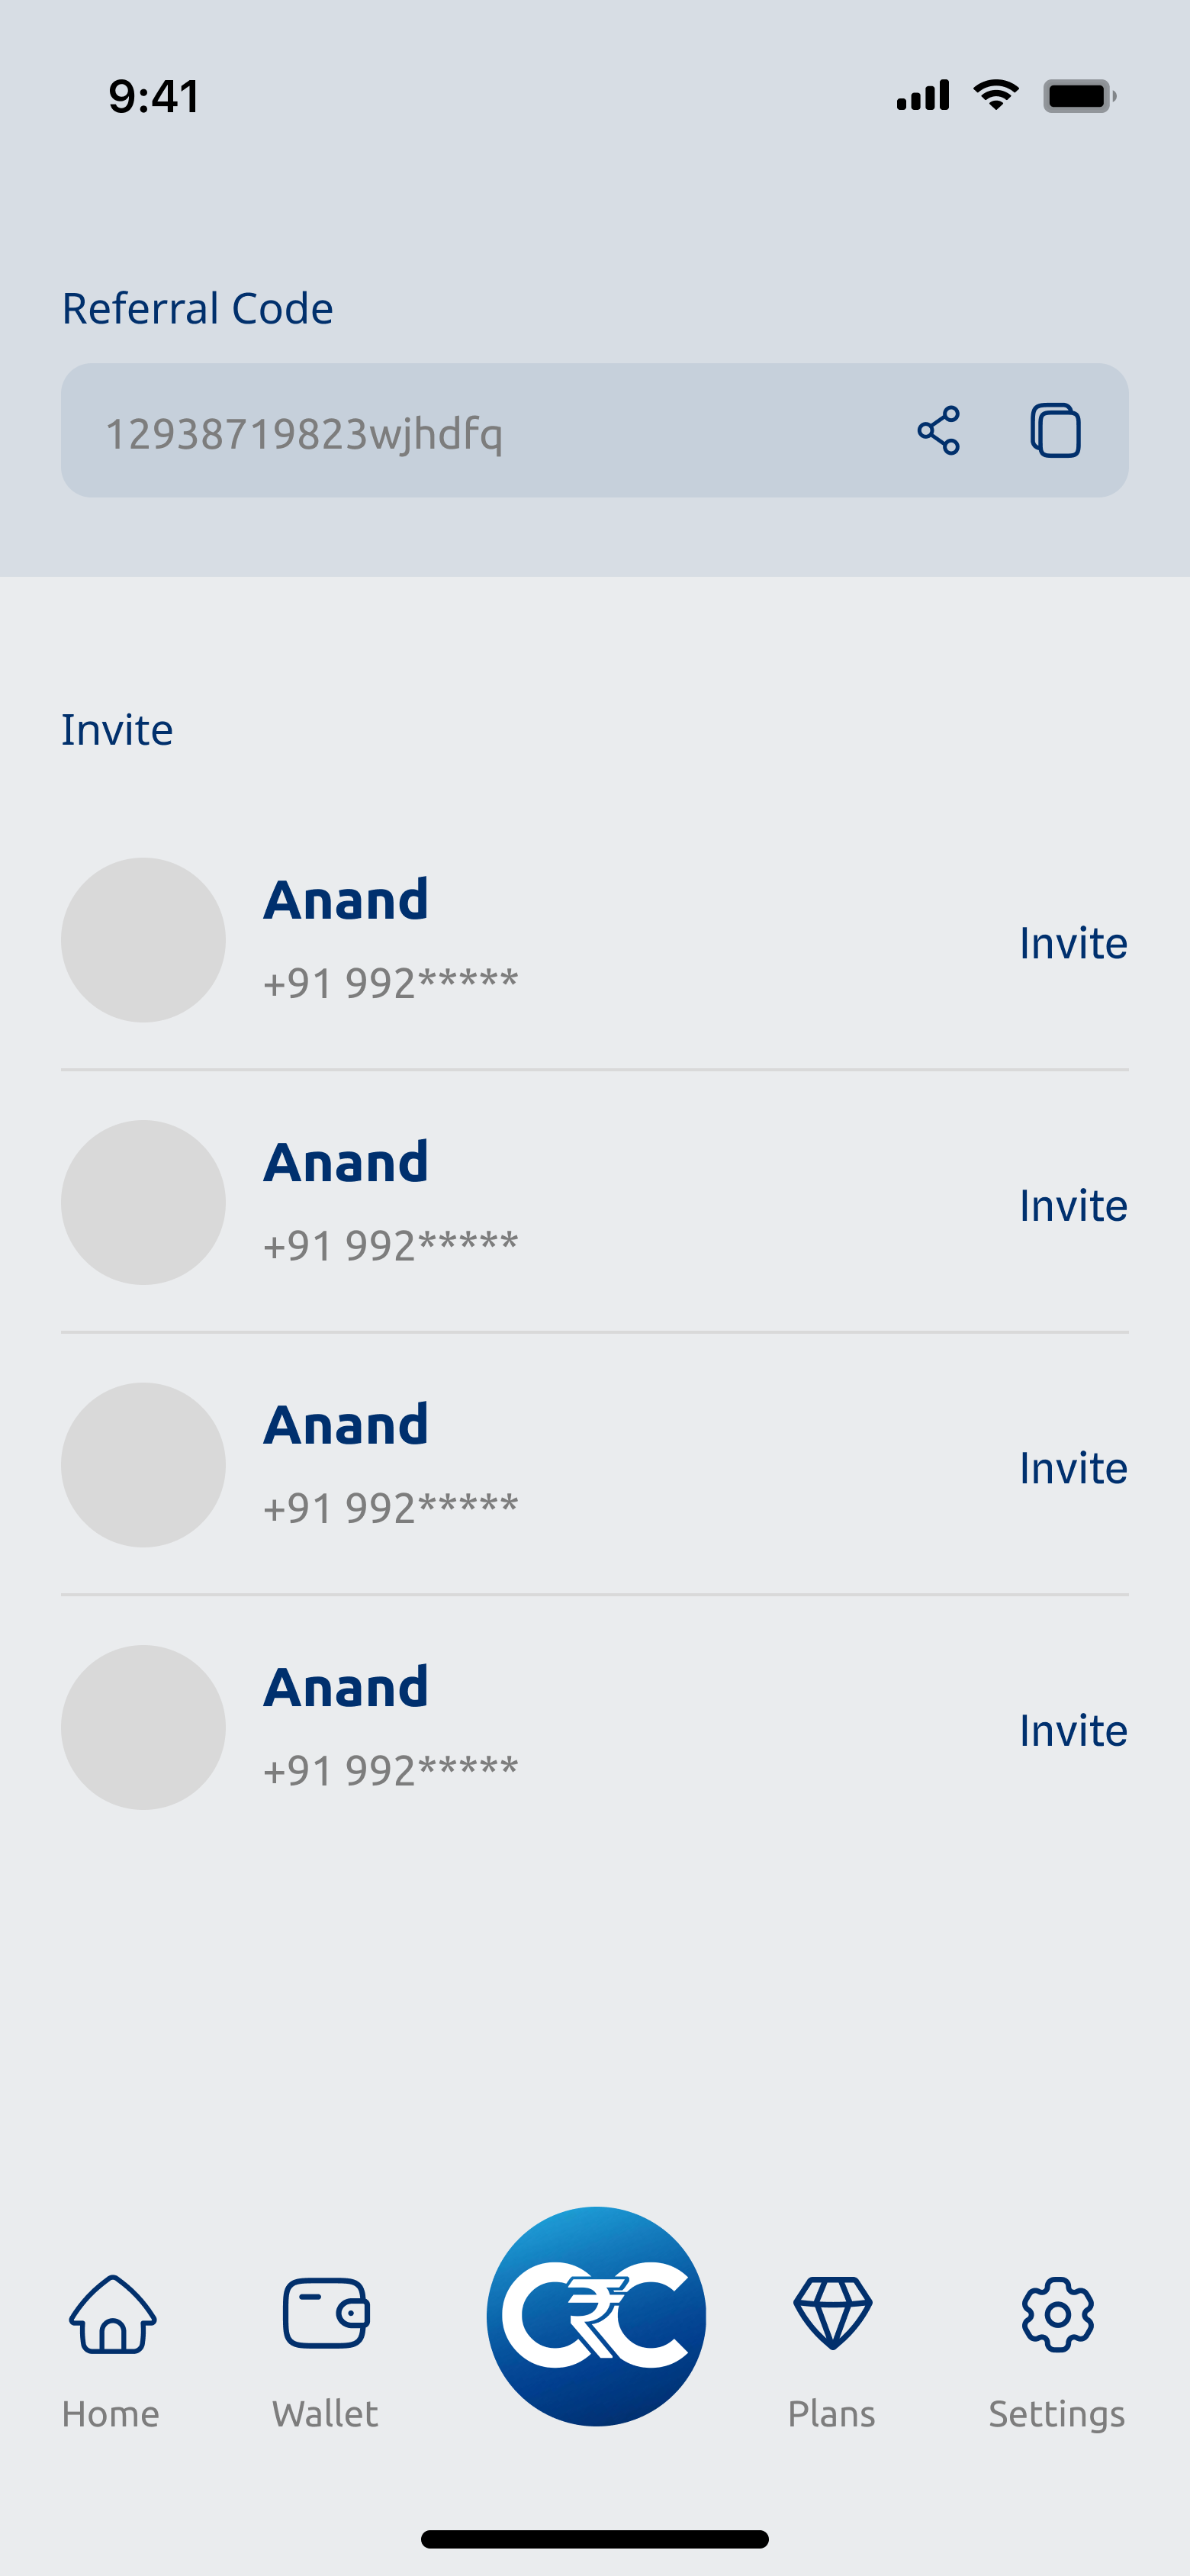 9:41
Referral Code
12938719823wjhdfq
Invite
Anand
+91 992*****
Invite
Anand
+91 992*****
Invite
Anand
+91 992*****
Invite
Anand
+91 992*****
Invite
C₹C
Home
Wallet
Plans
Settings